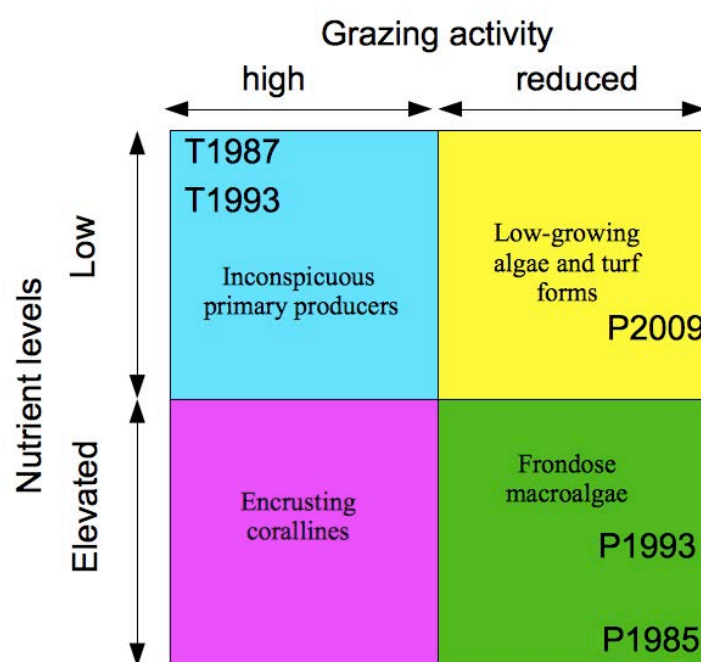 Grazing activity
high
reduced
Nutrient levels
Low
Elevated
T1987
T1993
Inconspicuous
primary producers
Low-growing
algae and turf
forms
P2009
Encrusting
corallines
Frondose
macroalgae
P1993
P1985